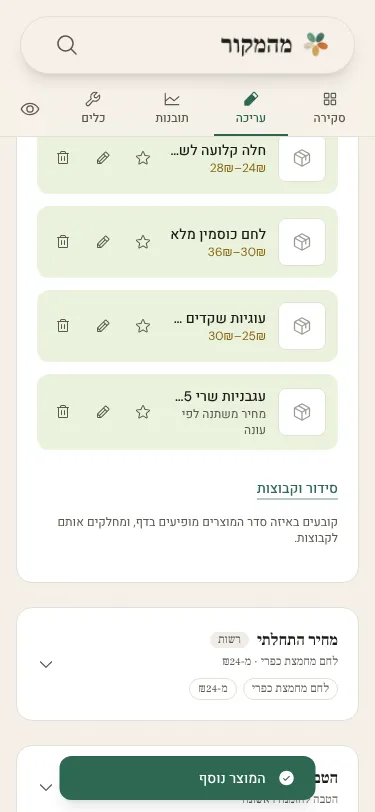 מהמקור
סקירה
עריכה
תובנות
כלים
חלה קלועה לש...
₪24–₪28
לחם כוסמין מלא
₪30–₪36
עוגיות שקדים ...
₪25–₪30
עגבניות שרי 5...
מחיר משתנה לפי
עונה
סידור וקבוצות
קובעים באיזה סדר המוצרים מופיעים בדף, ומחלקים אותם
לקבוצות.
מחיר התחלתי רשות
לחם מחמצת כפרי · מ-₪24
לחם מחמצת כפרי מ-₪24
המוצר נוסף